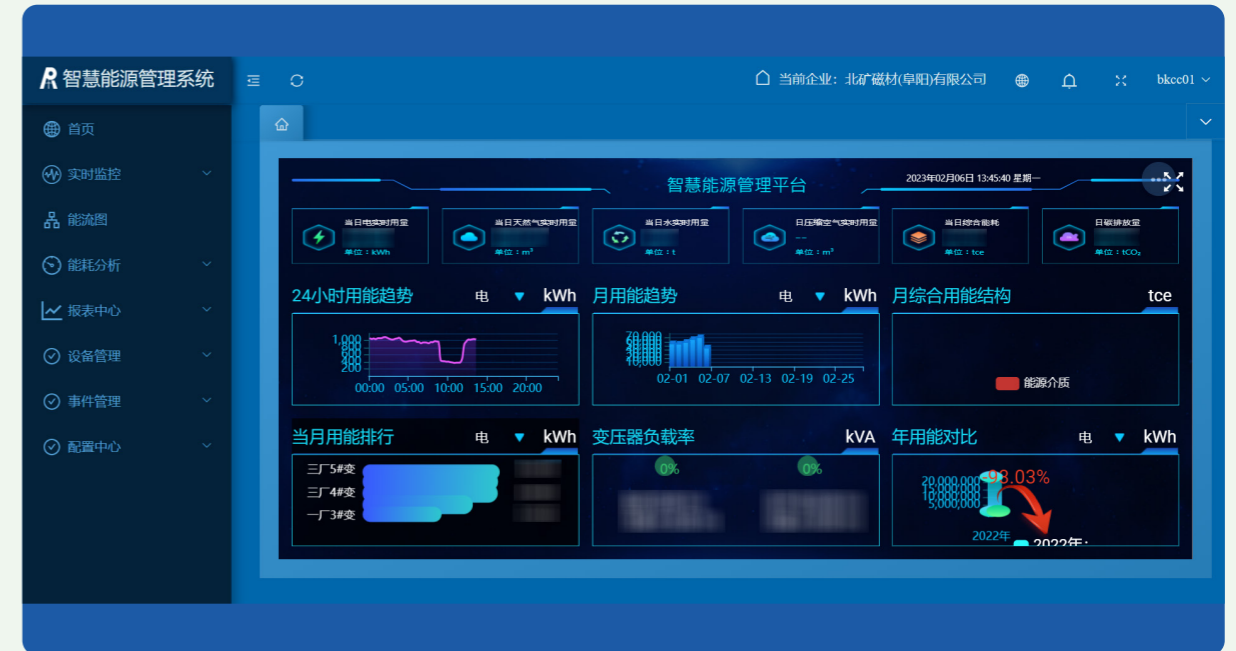 智慧能源管理系统
当前企业：北矿磁材(阜阳)有限公司
bkcc01
首页
实时监控
能流图
能耗分析
报表中心
设备管理
事件管理
配置中心
智慧能源管理平台
2023年02月06日 13:45:40 星期一
当日电实时用量
单位：kWh
当日天然气实时用量
单位：m³
当日水实时用量
单位：t
日压缩空气实时用量
--
单位：m³
当日综合能耗
单位：tce
日碳排放量
单位：tCO₂
24小时用能趋势 电 kWh
1,000
800
600
400
200
00:00 05:00 10:00 15:00 20:00
月用能趋势 电 kWh
70,000
10,000
02-01 02-07 02-13 02-19 02-25
月综合用能结构 tce
能源介质
当月用能排行 电 kWh
三厂5#变
三厂4#变
一厂3#变
变压器负载率 kVA
0% 0%
年用能对比 电 kWh
20,000,000
15,000,000
10,000,000
5,000,000
93.03%
2022年
2022年: